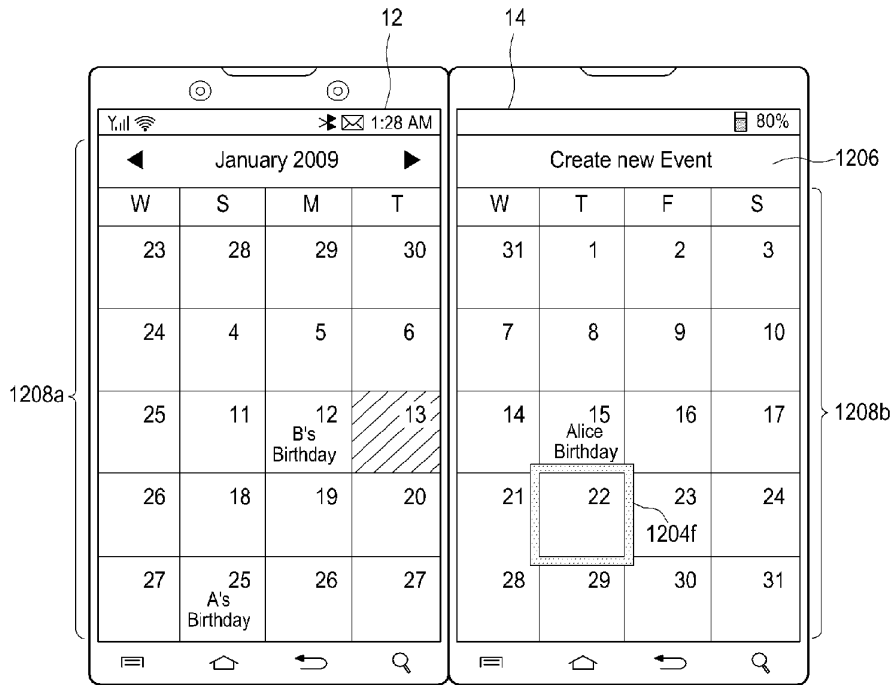 12
14
1:28 AM
80%
January 2009
Create new Event
1206
W S M T
W T F S
23 28 29 30
31 1 2 3
24 4 5 6
7 8 9 10
1208a
1208b
25 11 12 13
B's
Birthday
14 15 16 17
Alice
Birthday
26 18 19 20
21 22 23 24
1204f
27 25 26 27
A's
Birthday
28 29 30 31